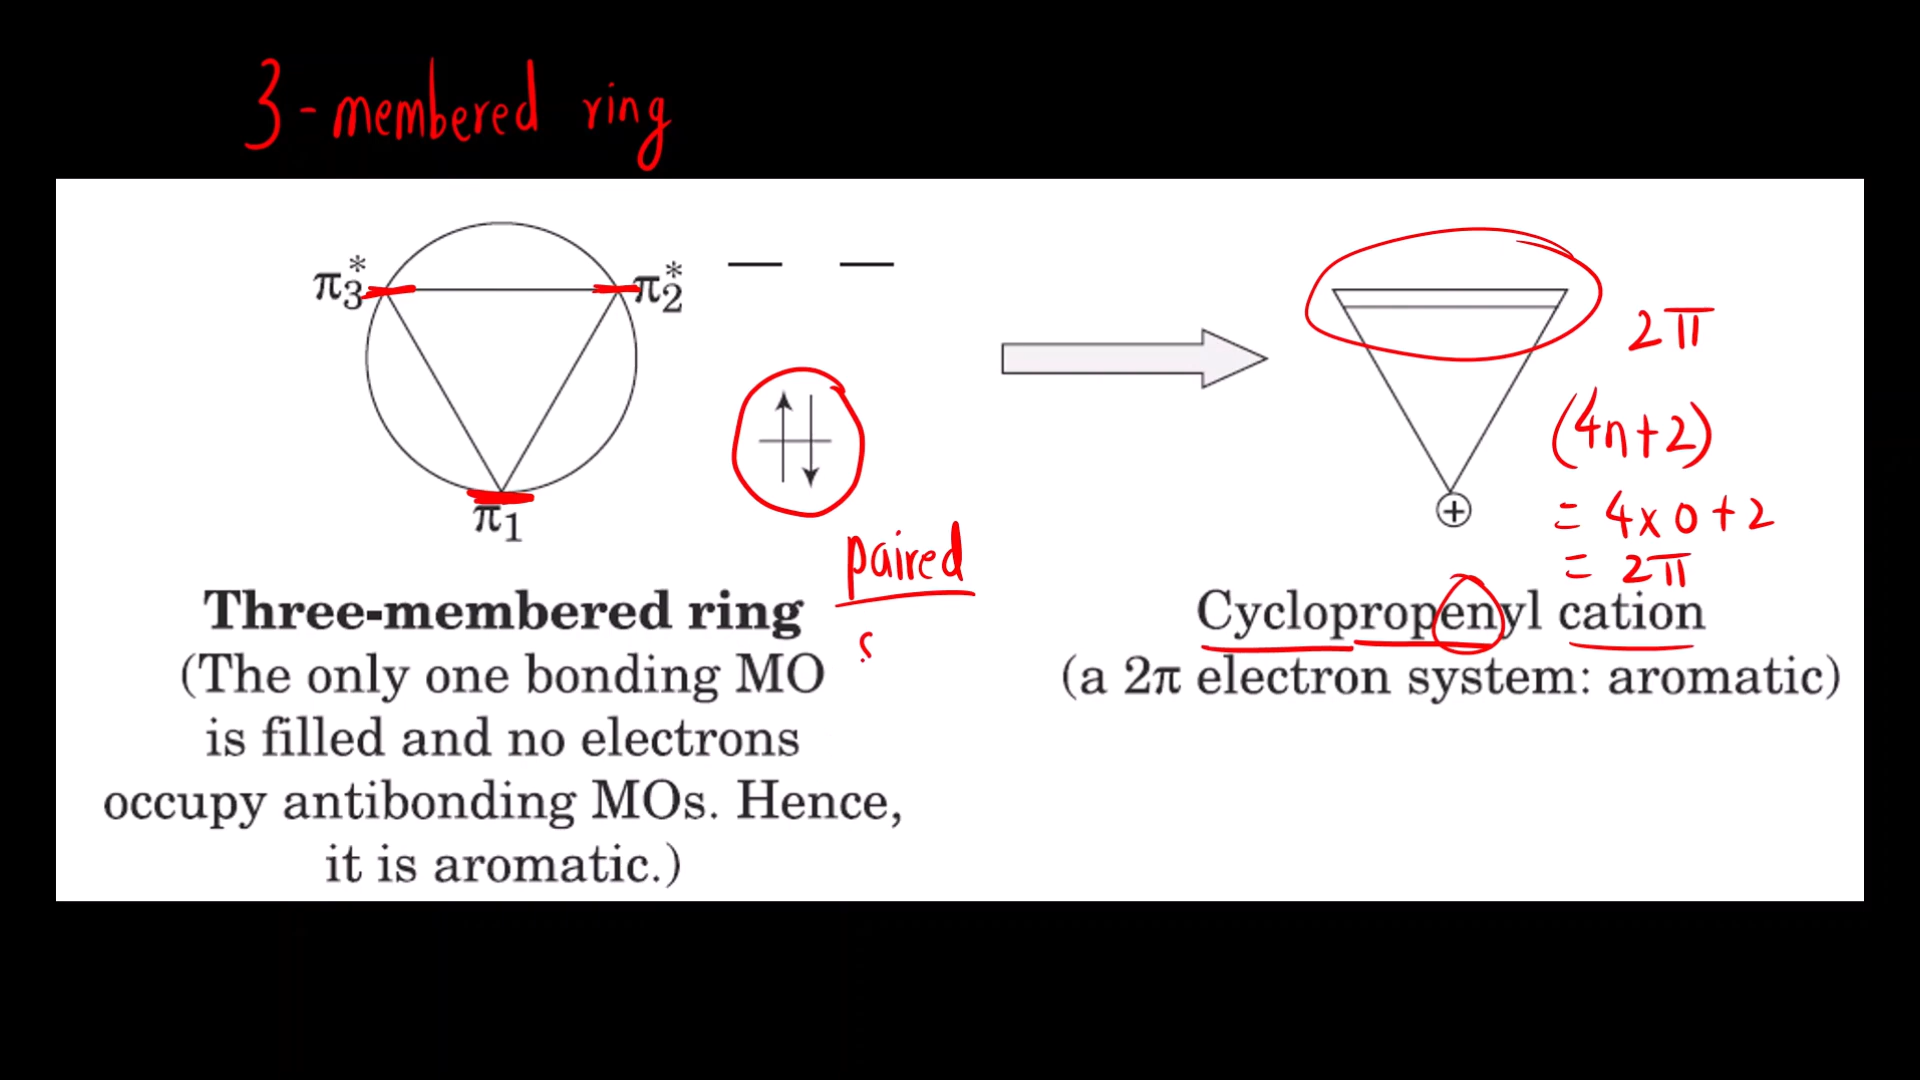 3-membered ring
π3*
π2*
π1
2π
(4n+2)
= 4x0+2
= 2π
paired
Three-membered ring
(The only one bonding MO
is filled and no electrons
occupy antibonding MOs. Hence,
it is aromatic.)
+
Cyclopropenyl cation
(a 2π electron system: aromatic)